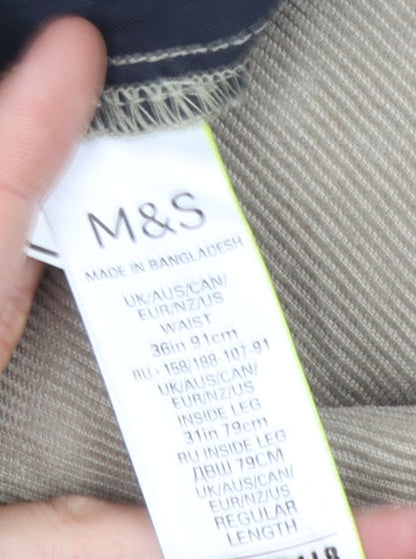 M&S
MADE IN BANGLADESH
UK/AUS/CAN/
EUR/NZ/US
WAIST
36in 91cm
RU - 158/188-107-91
UK/AUS/CAN/
EUR/NZ/US
INSIDE LEG
31in 79cm
RU INSIDE LEG
ДВШ 79CM
UK/AUS/CAN/
EUR/NZ/US
REGULAR
LENGTH